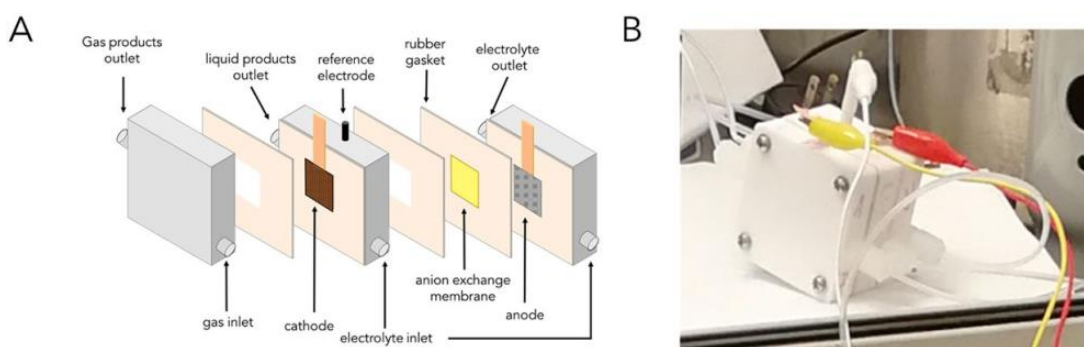 A
Gas products
outlet
liquid products
outlet
reference
electrode
rubber
gasket
electrolyte
outlet
gas inlet
cathode
electrolyte inlet
anion exchange
membrane
anode
B